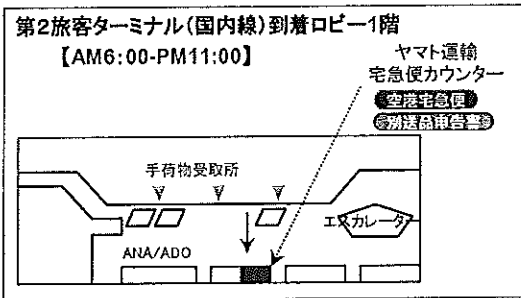 第2旅客ターミナル(国内線)到着ロビー1階
【AM6:00-PM11:00】
ヤマト運輸
宅急便カウンター
空港宅急便
別送品申告書
手荷物受取所
エスカレーター
ANA/ADO